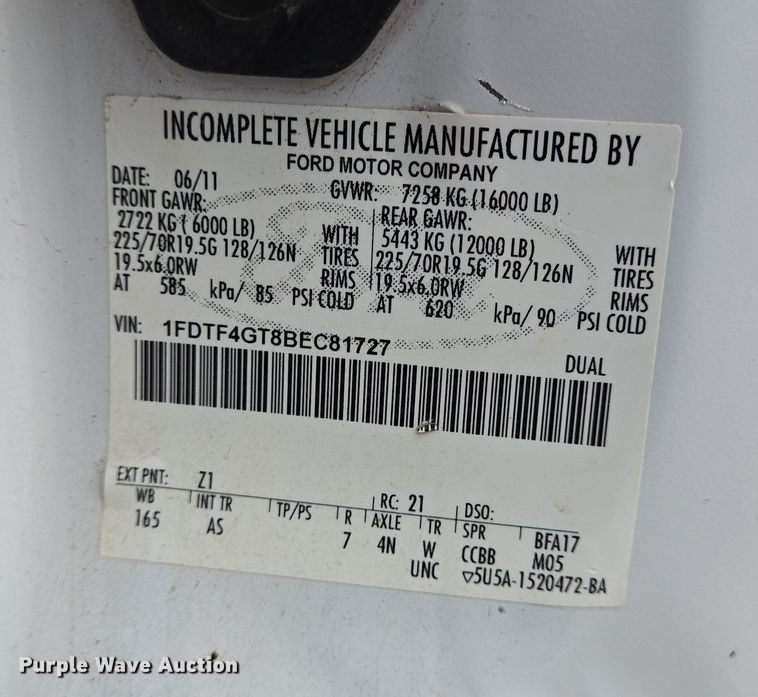 INCOMPLETE VEHICLE MANUFACTURED BY
FORD MOTOR COMPANY
DATE: 06/11 GVWR: 7258 KG (16000 LB)
FRONT GAWR: REAR GAWR:
2722 KG ( 6000 LB) WITH 5443 KG (12000 LB) WITH
225/70R19.5G 128/126N TIRES 225/70R19.5G 128/126N TIRES
19.5x6.0RW RIMS 19.5x6.0RW RIMS
AT 585 kPa/ 85 PSI COLD AT 620 kPa/ 90 PSI COLD
VIN: 1FDTF4GT8BEC81727
DUAL
EXT PNT: Z1 RC: 21 DSO:
WB INT TR TP/PS R AXLE TR SPR BFA17
165 AS 7 4N W CCBB M05
UNC ▽5U5A-1520472-BA
Purple Wave Auction